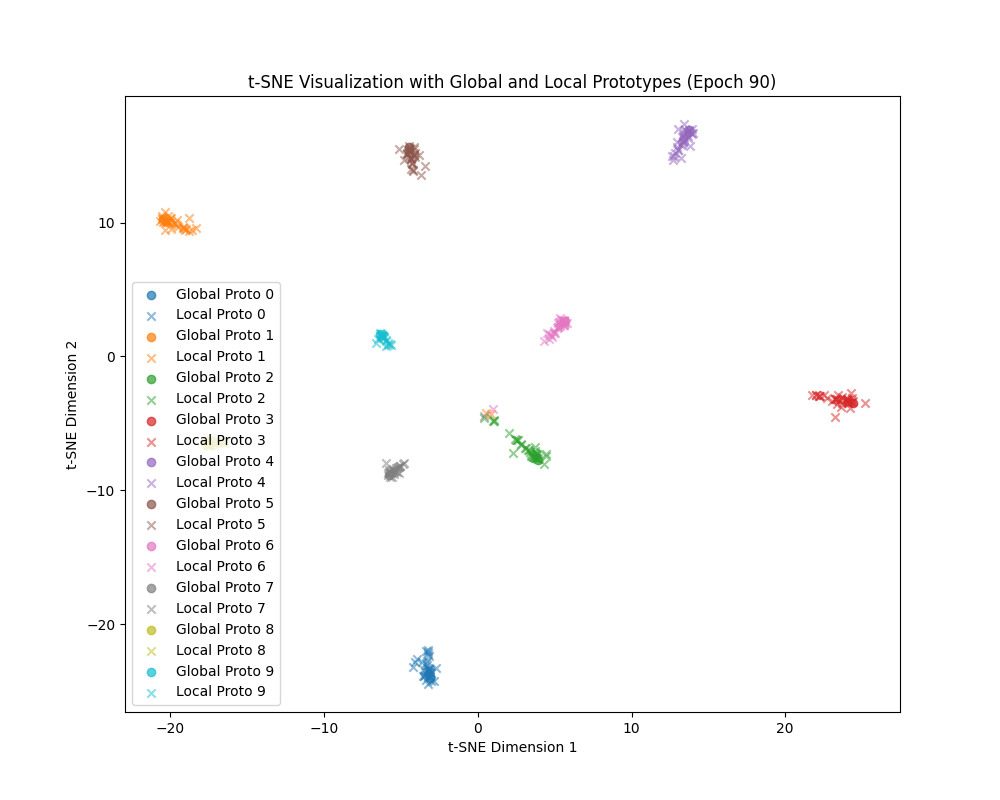 t-SNE Visualization with Global and Local Prototypes (Epoch 90)
10
0
−10
−20
t-SNE Dimension 2
Global Proto 0
Local Proto 0
Global Proto 1
Local Proto 1
Global Proto 2
Local Proto 2
Global Proto 3
Local Proto 3
Global Proto 4
Local Proto 4
Global Proto 5
Local Proto 5
Global Proto 6
Local Proto 6
Global Proto 7
Local Proto 7
Global Proto 8
Local Proto 8
Global Proto 9
Local Proto 9
−20
−10
0
10
20
t-SNE Dimension 1